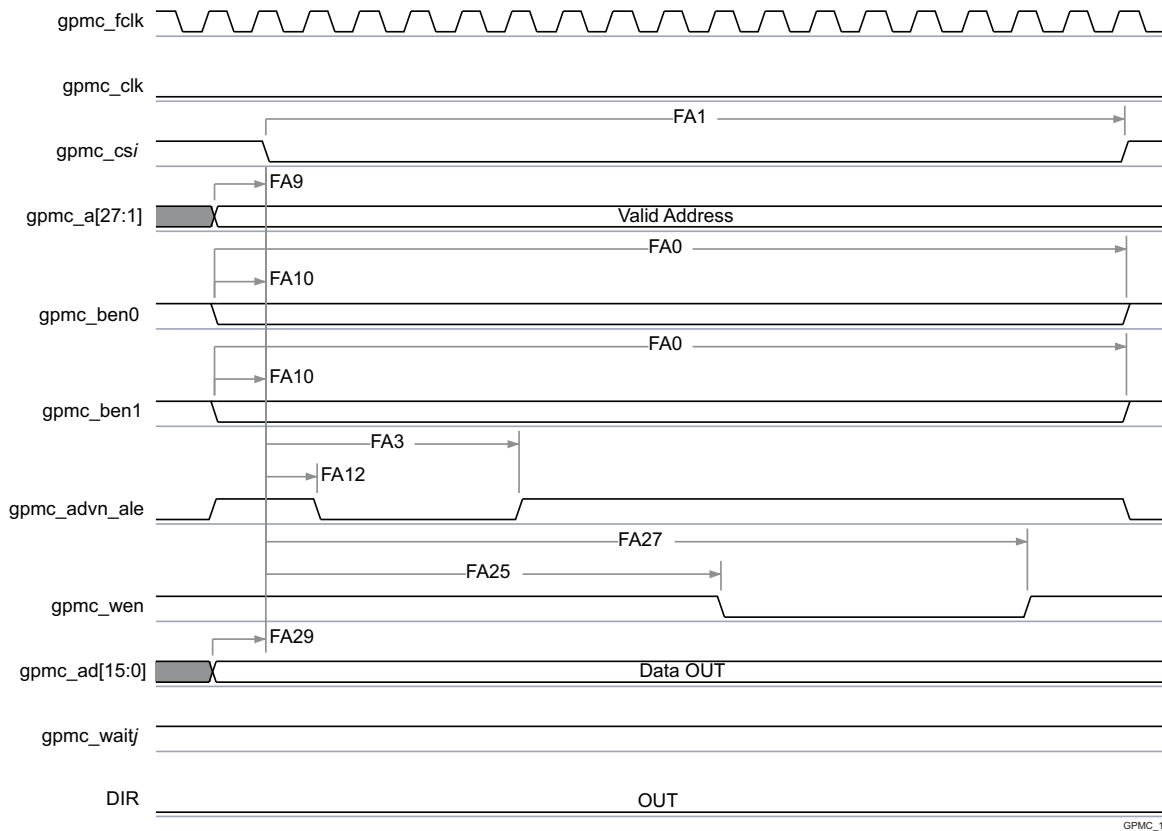 gpmc_fclk
gpmc_clk
FA1
gpmc_csi
FA9
gpmc_a[27:1] Valid Address
FA0
FA10
gpmc_ben0
FA0
FA10
gpmc_ben1
FA3
FA12
gpmc_advn_ale
FA27
FA25
gpmc_wen
FA29
gpmc_ad[15:0] Data OUT
gpmc_waitj
DIR OUT
GPMC_1